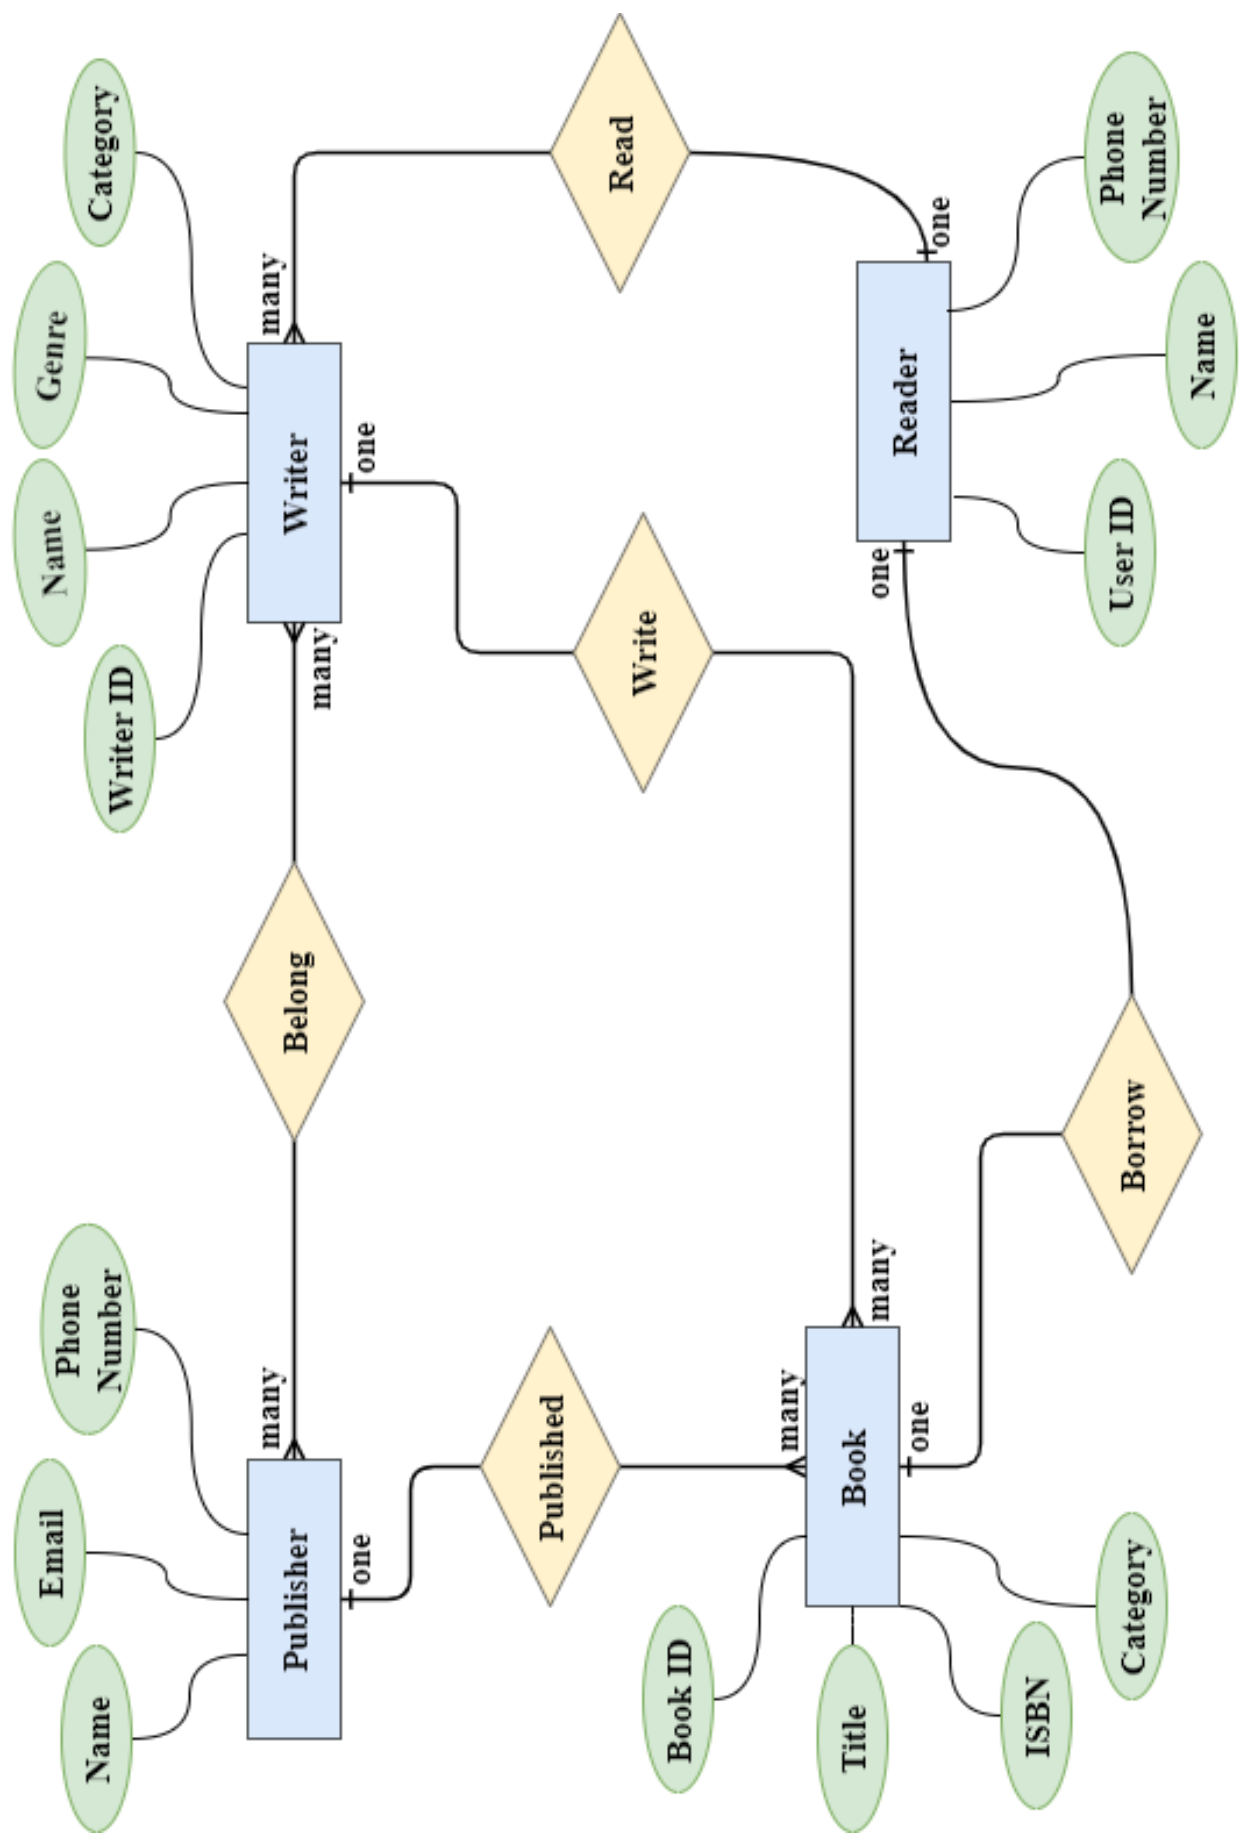 Name
Email
Phone
Number
Writer ID
Name
Genre
Category
many
many
many
Publisher
Belong
Writer
one
one
Published
Write
Read
Book ID
many
Title
Book
many
one
Reader
one
one
ISBN
Category
Borrow
User ID
Name
Phone
Number